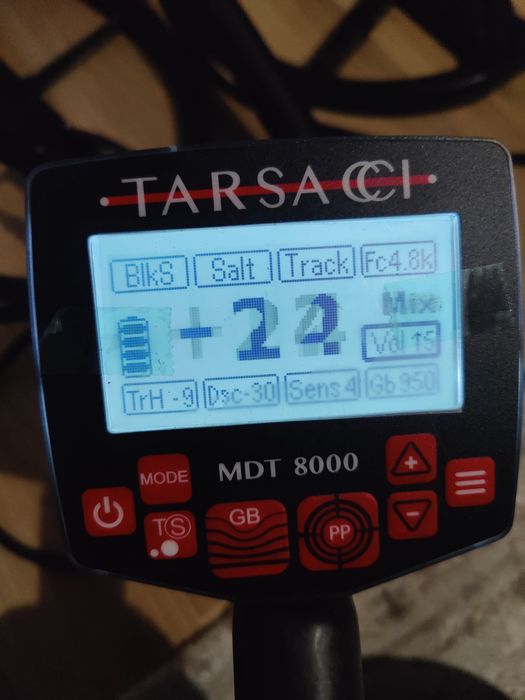 TARSACCI
BlkS Salt Track Fc4.8k
Mix
Vol 15
TrH -9 Dsc-30 Sens 4 Gb 950
MODE
MDT 8000
TS
GB
PP